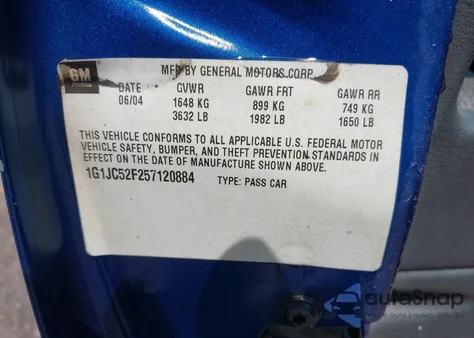 GM
MFD BY GENERAL MOTORS CORP
DATE GVWR GAWR FRT GAWR RR
06/04 1648 KG 899 KG 749 KG
3632 LB 1982 LB 1650 LB
THIS VEHICLE CONFORMS TO ALL APPLICABLE U.S. FEDERAL MOTOR
VEHICLE SAFETY, BUMPER, AND THEFT PREVENTION STANDARDS IN
EFFECT ON THE DATE OF MANUFACTURE SHOWN ABOVE.
1G1JC52F257120884 TYPE: PASS CAR
autoSnap